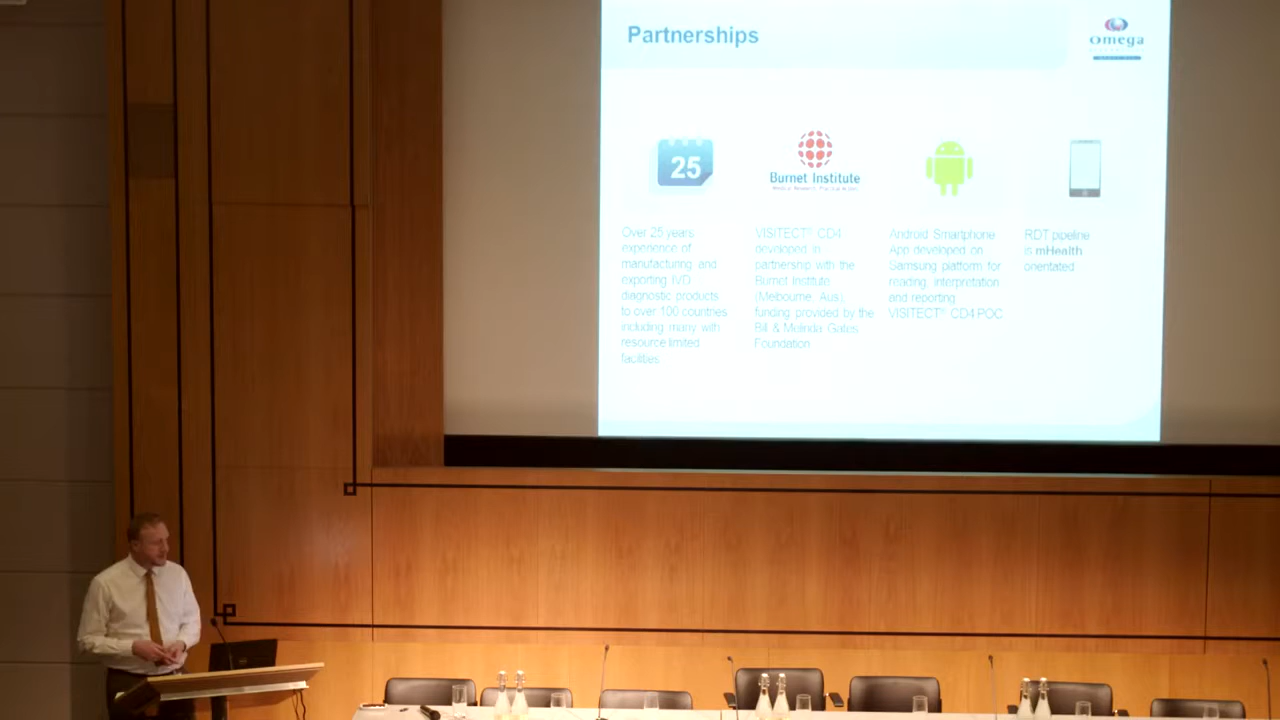 Partnerships
Omega
25
Burnet Institute
Over 25 years
experience of
manufacturing and
exporting IVD
diagnostic products
to over 100 countries
including many with
resource limited
facilities
VISITECT® CD4
developed in
partnership with the
Burnet Institute
(Melbourne, Aus),
funding provided by the
Bill & Melinda Gates
Foundation
Android Smartphone
App developed on
Samsung platform for
reading, interpretation
and reporting
VISITECT® CD4 POC
RDT pipeline
is mHealth
orientated